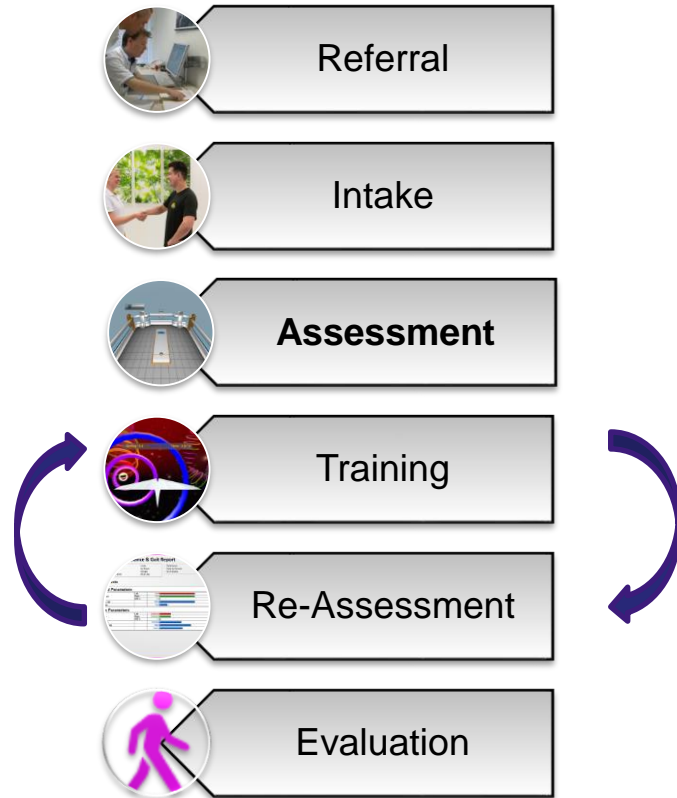 Referral
Intake
Assessment
Training
Re-Assessment
Evaluation